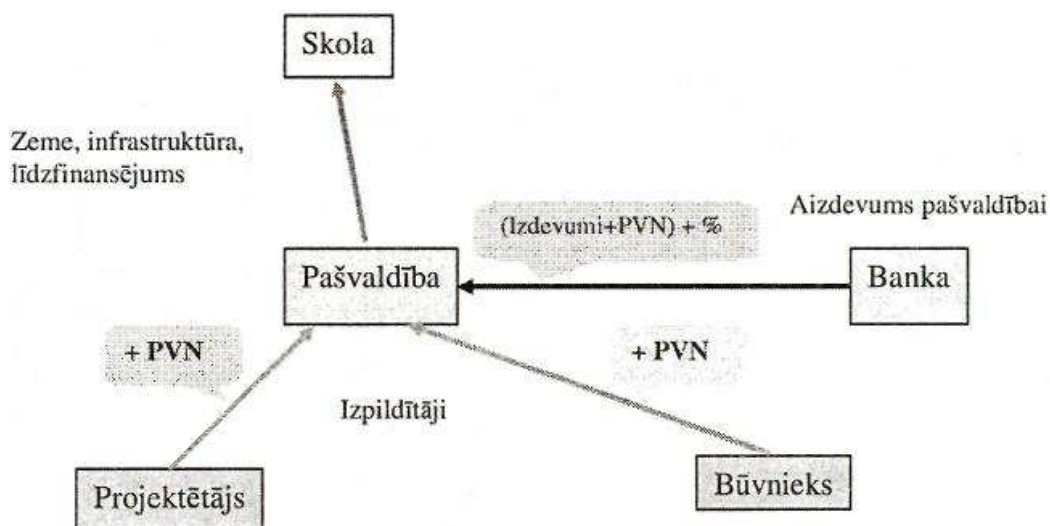 Skola
Zeme, infrastruktūra,
līdzfinansējums
(Izdevumi+PVN) + %
Aizdevums pašvaldībai
Pašvaldība
Banka
+ PVN
+ PVN
Izpildītāji
Projektētājs
Būvnieks